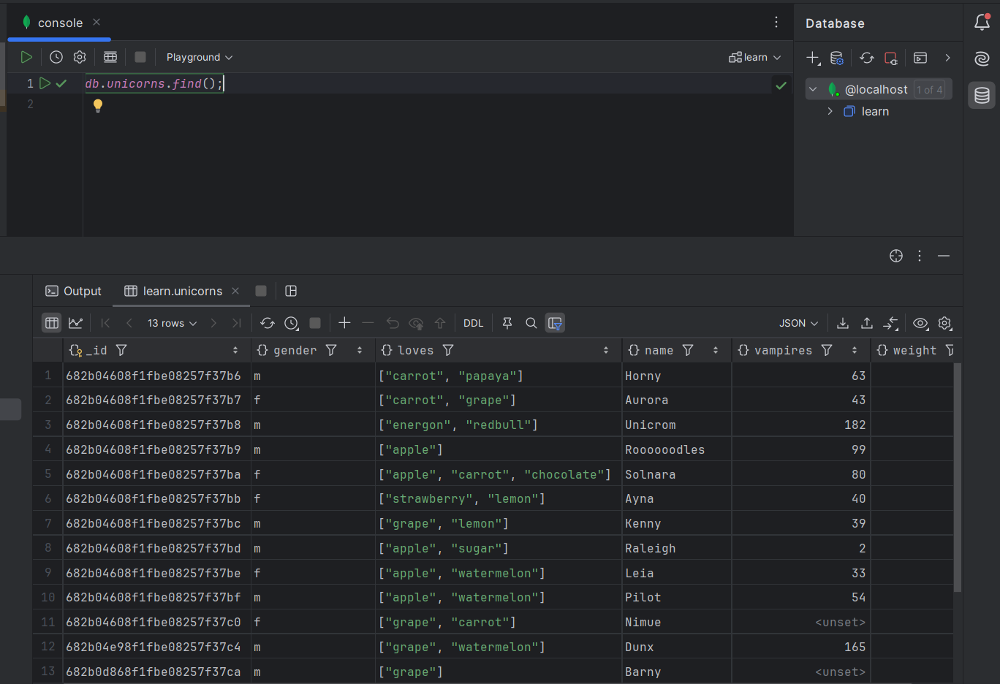 console
Database
Playground
learn
1 db.unicorns.find();
2
@localhost 1 of 4
learn
Output learn.unicorns
13 rows DDL JSON
_id {} gender {} loves {} name {} vampires {} weight
1 682b04608f1fbe08257f37b6 m ["carrot", "papaya"] Horny 63
2 682b04608f1fbe08257f37b7 f ["carrot", "grape"] Aurora 43
3 682b04608f1fbe08257f37b8 m ["energon", "redbull"] Unicrom 182
4 682b04608f1fbe08257f37b9 m ["apple"] Roooooodles 99
5 682b04608f1fbe08257f37ba f ["apple", "carrot", "chocolate"] Solnara 80
6 682b04608f1fbe08257f37bb f ["strawberry", "lemon"] Ayna 40
7 682b04608f1fbe08257f37bc m ["grape", "lemon"] Kenny 39
8 682b04608f1fbe08257f37bd m ["apple", "sugar"] Raleigh 2
9 682b04608f1fbe08257f37be f ["apple", "watermelon"] Leia 33
10 682b04608f1fbe08257f37bf m ["apple", "watermelon"] Pilot 54
11 682b04608f1fbe08257f37c0 f ["grape", "carrot"] Nimue <unset>
12 682b04e98f1fbe08257f37c4 m ["grape", "watermelon"] Dunx 165
13 682b0d868f1fbe08257f37ca m ["grape"] Barny <unset>